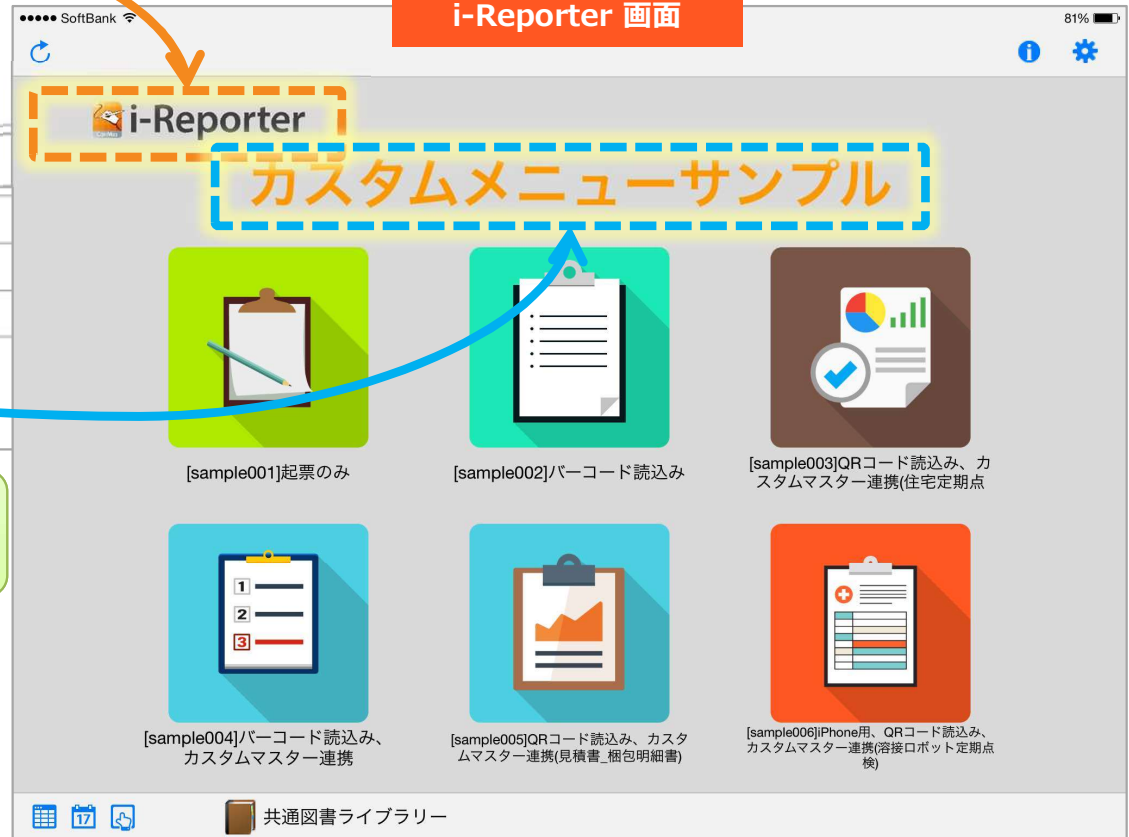 i-Reporter 画面
SoftBank
81%
i-Reporter
カスタムメニューサンプル
[sample001]起票のみ
[sample002]バーコード読込み
[sample003]QRコード読込み、カ
スタムマスター連携(住宅定期点
1
2
3
[sample004]バーコード読込み、
カスタムマスター連携
[sample005]QRコード読込み、カスタ
ムマスター連携(見積書_梱包明細書)
[sample006]iPhone用、QRコード読込み、
カスタムマスター連携(溶接ロボット定期点
検)
17
共通図書ライブラリー